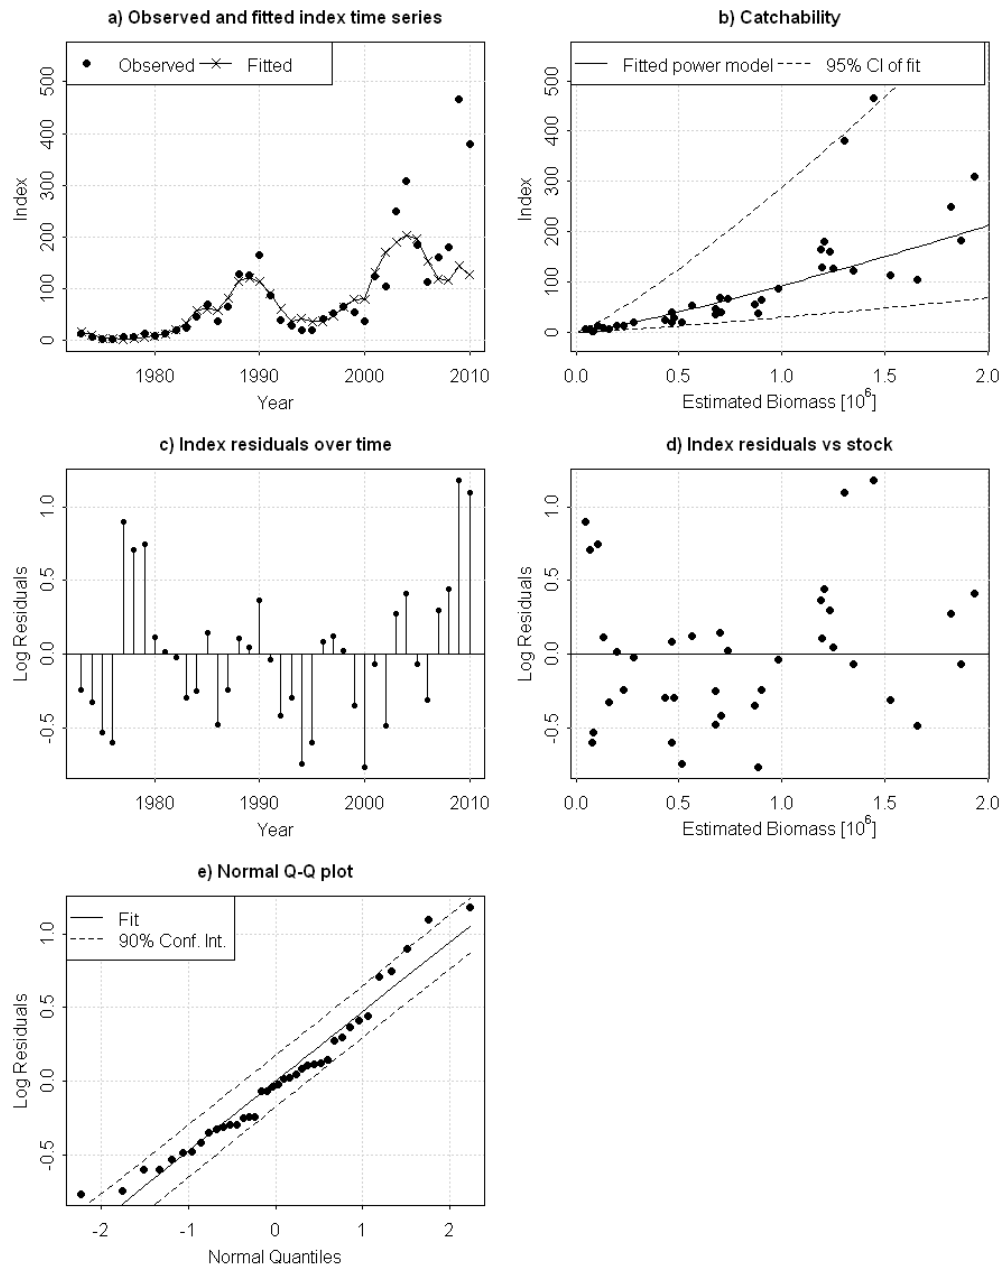 a) Observed and fitted index time series
Observed Fitted
Index
0 100 200 300 400 500
1980 1990 2000 2010
Year
b) Catchability
Fitted power model 95% CI of fit
Index
0 100 200 300 400 500
0.0 0.5 1.0 1.5 2.0
Estimated Biomass [10⁶]
c) Index residuals over time
Log Residuals
-0.5 0.0 0.5 1.0
1980 1990 2000 2010
Year
d) Index residuals vs stock
Log Residuals
-0.5 0.0 0.5 1.0
0.0 0.5 1.0 1.5 2.0
Estimated Biomass [10⁶]
e) Normal Q-Q plot
Fit
90% Conf. Int.
Log Residuals
-0.5 0.0 0.5 1.0
-2 -1 0 1 2
Normal Quantiles